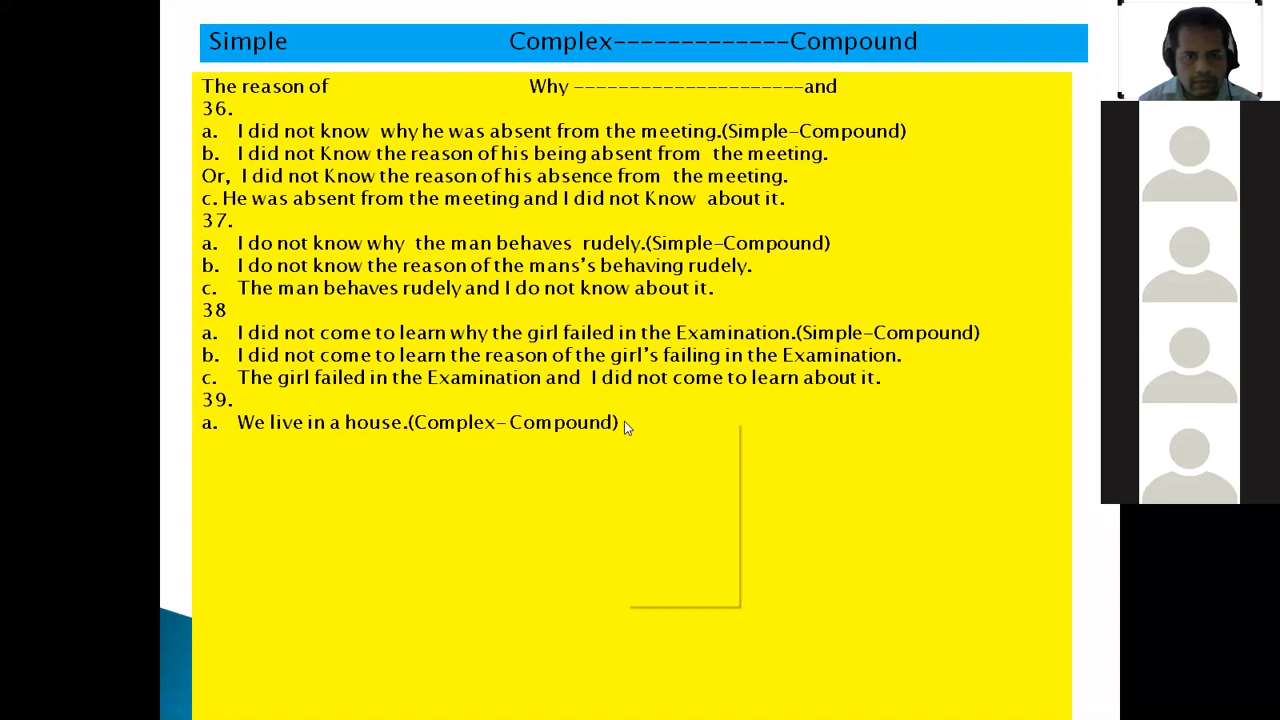 Simple Complex-------------Compound
The reason of Why ----------------------and
36.
a. I did not know why he was absent from the meeting.(Simple-Compound)
b. I did not Know the reason of his being absent from the meeting.
Or, I did not Know the reason of his absence from the meeting.
c. He was absent from the meeting and I did not Know about it.
37.
a. I do not know why the man behaves rudely.(Simple-Compound)
b. I do not know the reason of the mans's behaving rudely.
c. The man behaves rudely and I do not know about it.
38
a. I did not come to learn why the girl failed in the Examination.(Simple-Compound)
b. I did not come to learn the reason of the girl's failing in the Examination.
c. The girl failed in the Examination and I did not come to learn about it.
39.
a. We live in a house.(Complex- Compound)